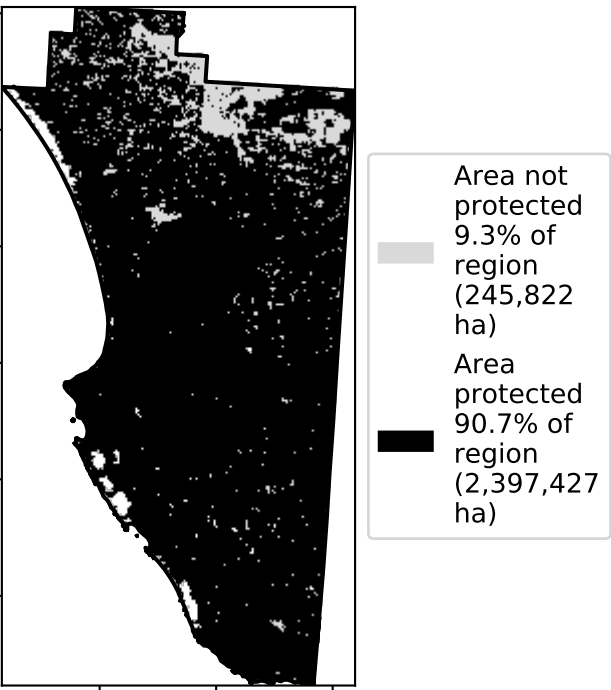 Area not
protected
9.3% of
region
(245,822
ha)
Area
protected
90.7% of
region
(2,397,427
ha)